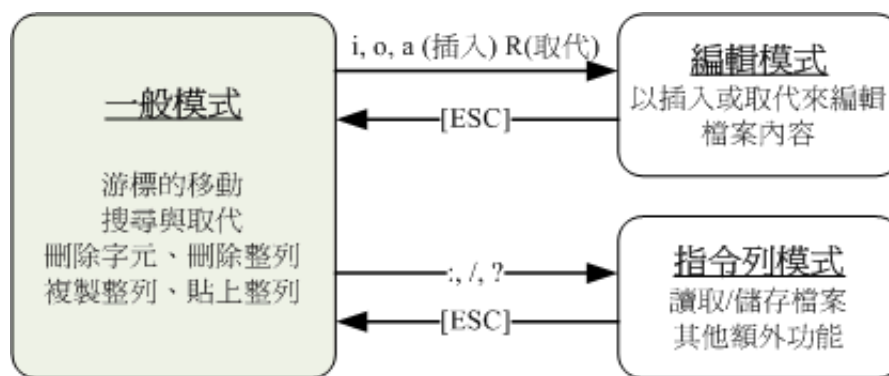 一般模式
游標的移動
搜尋與取代
刪除字元、刪除整列
複製整列、貼上整列
i, o, a (插入) R(取代)
[ESC]
編輯模式
以插入或取代來編輯
檔案內容
:, /, ?
[ESC]
指令列模式
讀取/儲存檔案
其他額外功能